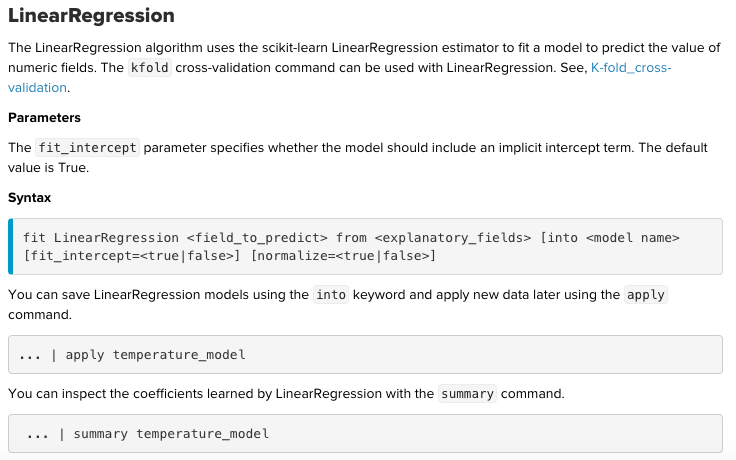 LinearRegression
The LinearRegression algorithm uses the scikit-learn LinearRegression estimator to fit a model to predict the value of
numeric fields. The kfold cross-validation command can be used with LinearRegression. See, K-fold_cross-
validation.
Parameters
The fit_intercept parameter specifies whether the model should include an implicit intercept term. The default
value is True.
Syntax
fit LinearRegression <field_to_predict> from <explanatory_fields> [into <model name>
[fit_intercept=<true|false>] [normalize=<true|false>]
You can save LinearRegression models using the into keyword and apply new data later using the apply
command.
... | apply temperature_model
You can inspect the coefficients learned by LinearRegression with the summary command.
... | summary temperature_model